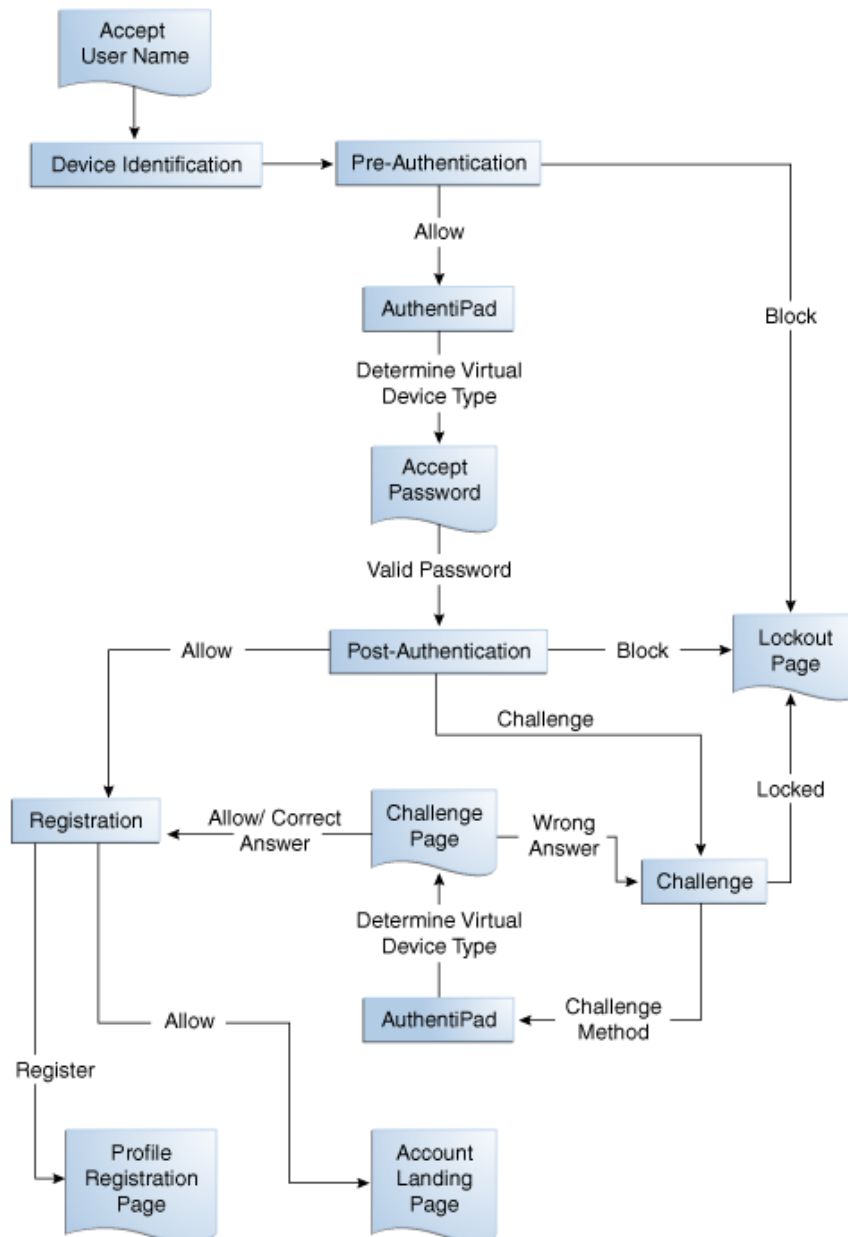 Accept
User Name
Device Identification
Pre-Authentication
Allow
AuthentiPad
Block
Determine Virtual
Device Type
Accept
Password
Valid Password
Allow
Post-Authentication
Block
Lockout
Page
Challenge
Locked
Registration
Allow/ Correct
Answer
Challenge
Page
Wrong
Answer
Challenge
Determine Virtual
Device Type
AuthentiPad
Challenge
Method
Allow
Register
Profile
Registration
Page
Account
Landing
Page